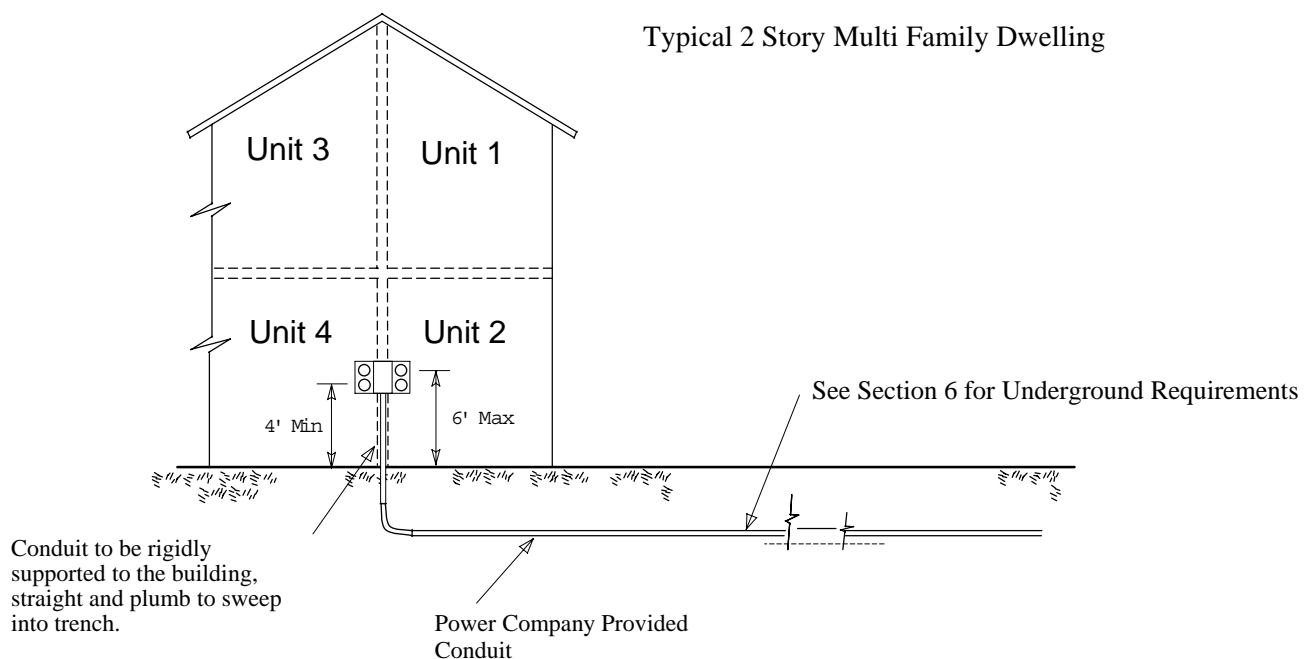 Typical 2 Story Multi Family Dwelling
Unit 3
Unit 1
Unit 4
Unit 2
4' Min
6' Max
See Section 6 for Underground Requirements
Conduit to be rigidly
supported to the building,
straight and plumb to sweep
into trench.
Power Company Provided
Conduit